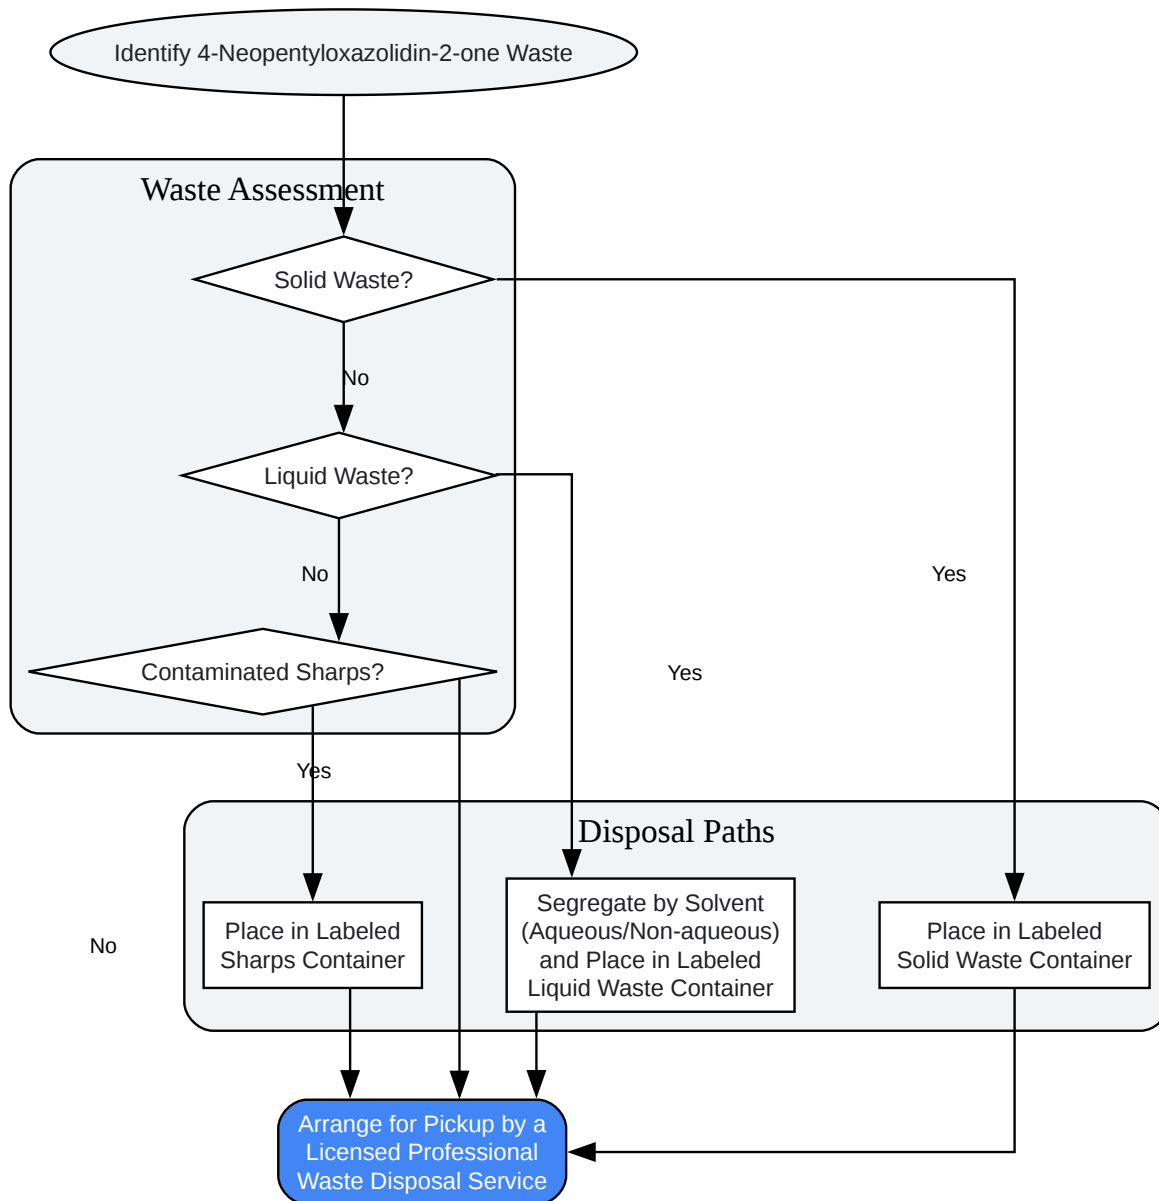 Identify 4-Neopentyloxazolidin-2-one Waste
Waste Assessment
Solid Waste?
No
Liquid Waste?
No
Yes
Yes
Contaminated Sharps?
Yes
No
Disposal Paths
Place in Labeled
Sharps Container
Segregate by Solvent
(Aqueous/Non-aqueous)
and Place in Labeled
Liquid Waste Container
Place in Labeled
Solid Waste Container
Arrange for Pickup by a
Licensed Professional
Waste Disposal Service